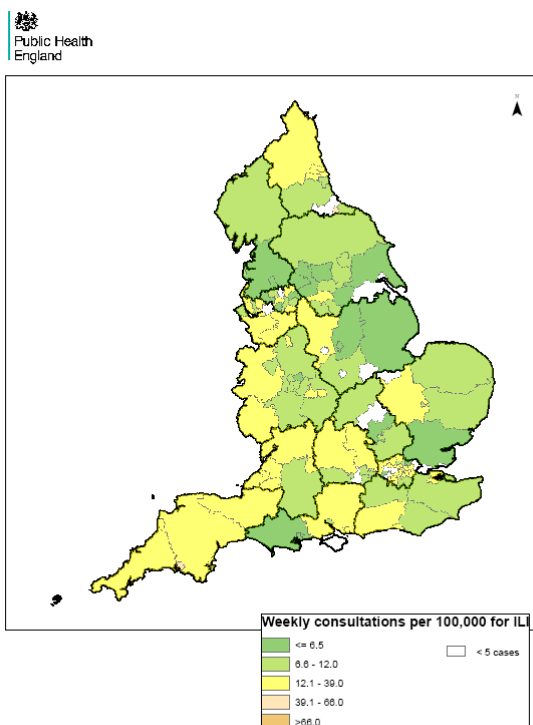 Public Health
England
N
Weekly consultations per 100,000 for ILI
<= 6.5
6.6 - 12.0
12.1 - 39.0
39.1 - 66.0
>66.0
< 5 cases